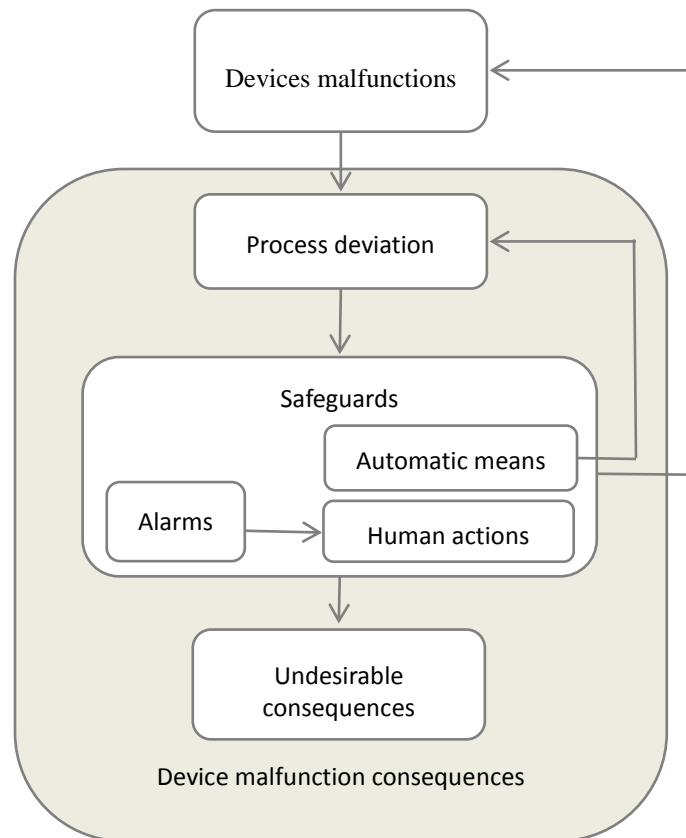 Devices malfunctions
Process deviation
Safeguards
Automatic means
Alarms
Human actions
Undesirable
consequences
Device malfunction consequences